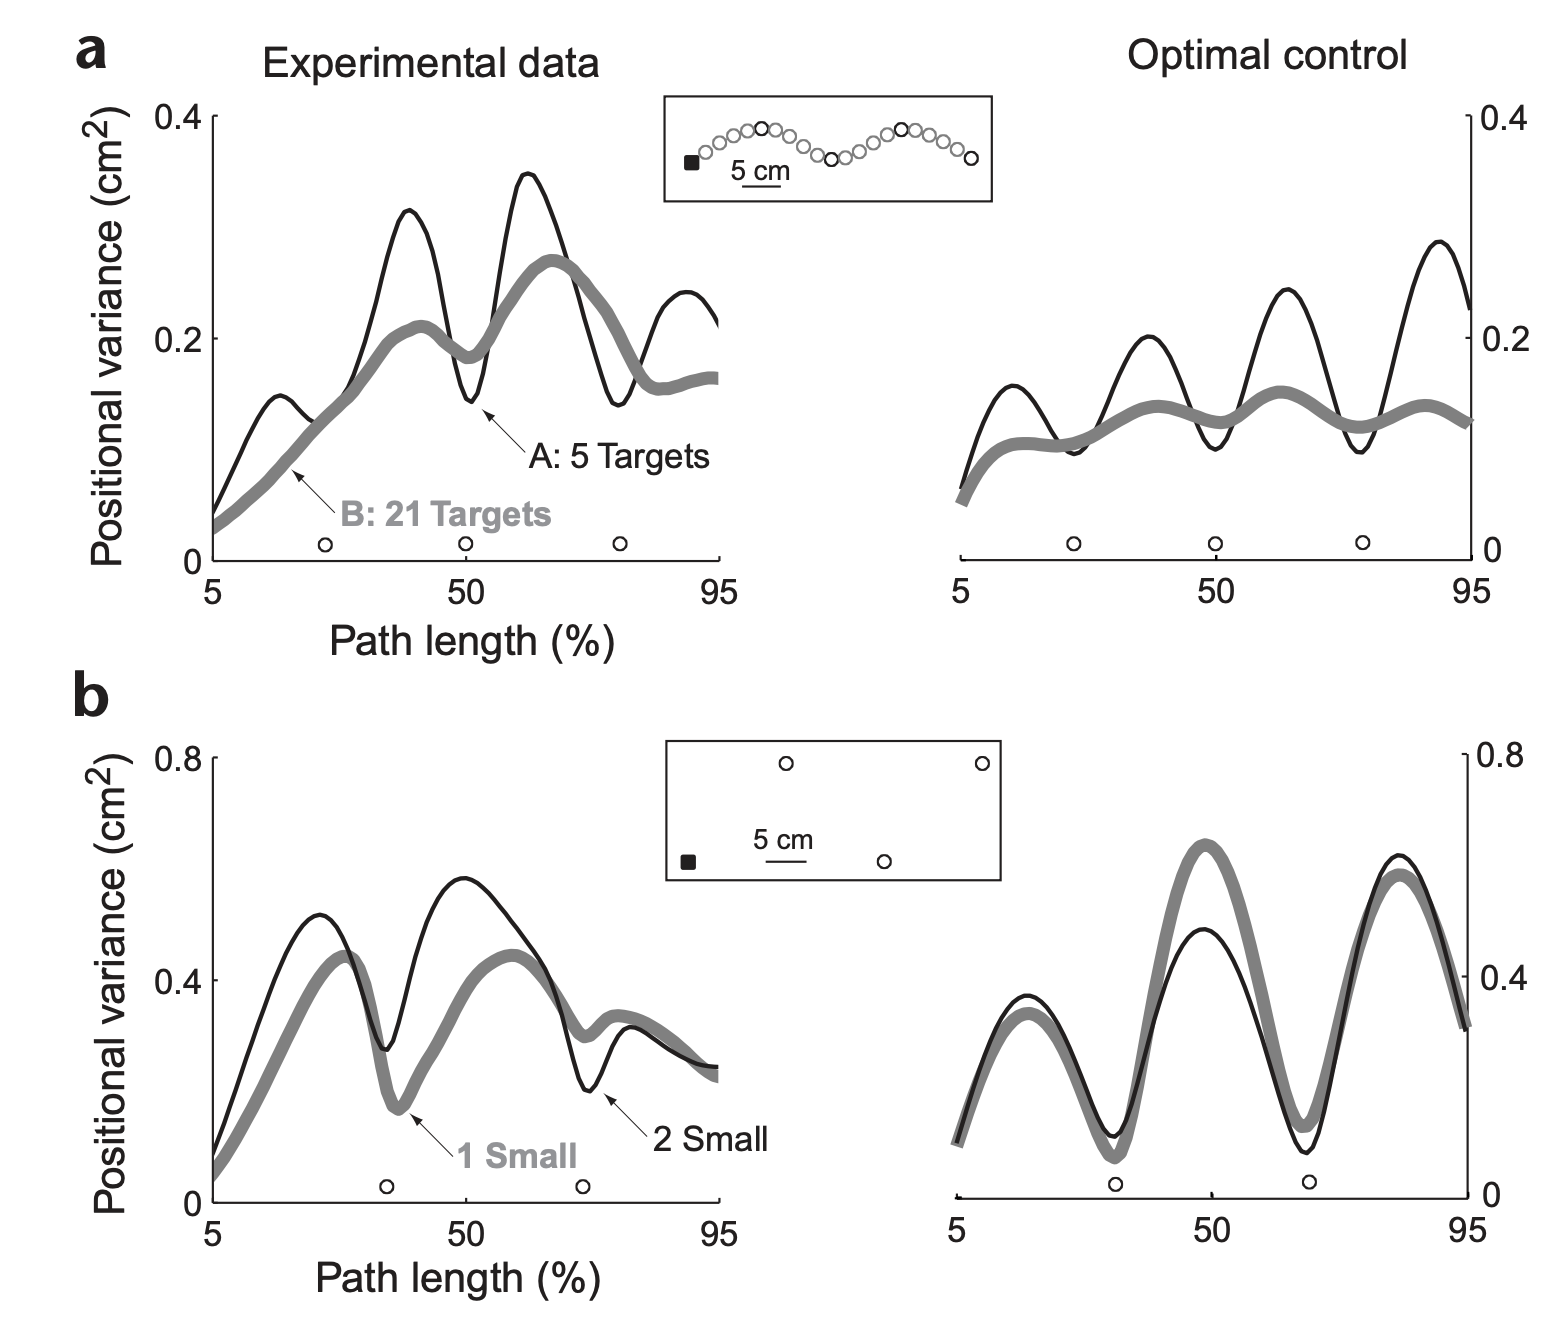 a
Experimental data
Optimal control
Positional variance (cm2)
0.4
0.2
0
5 cm
0.4
0.2
0
A: 5 Targets
B: 21 Targets
5 50 95
5 50 95
Path length (%)
b
Positional variance (cm2)
0.8
0.4
0
5 cm
0.8
0.4
0
2 Small
1 Small
5 50 95
5 50 95
Path length (%)